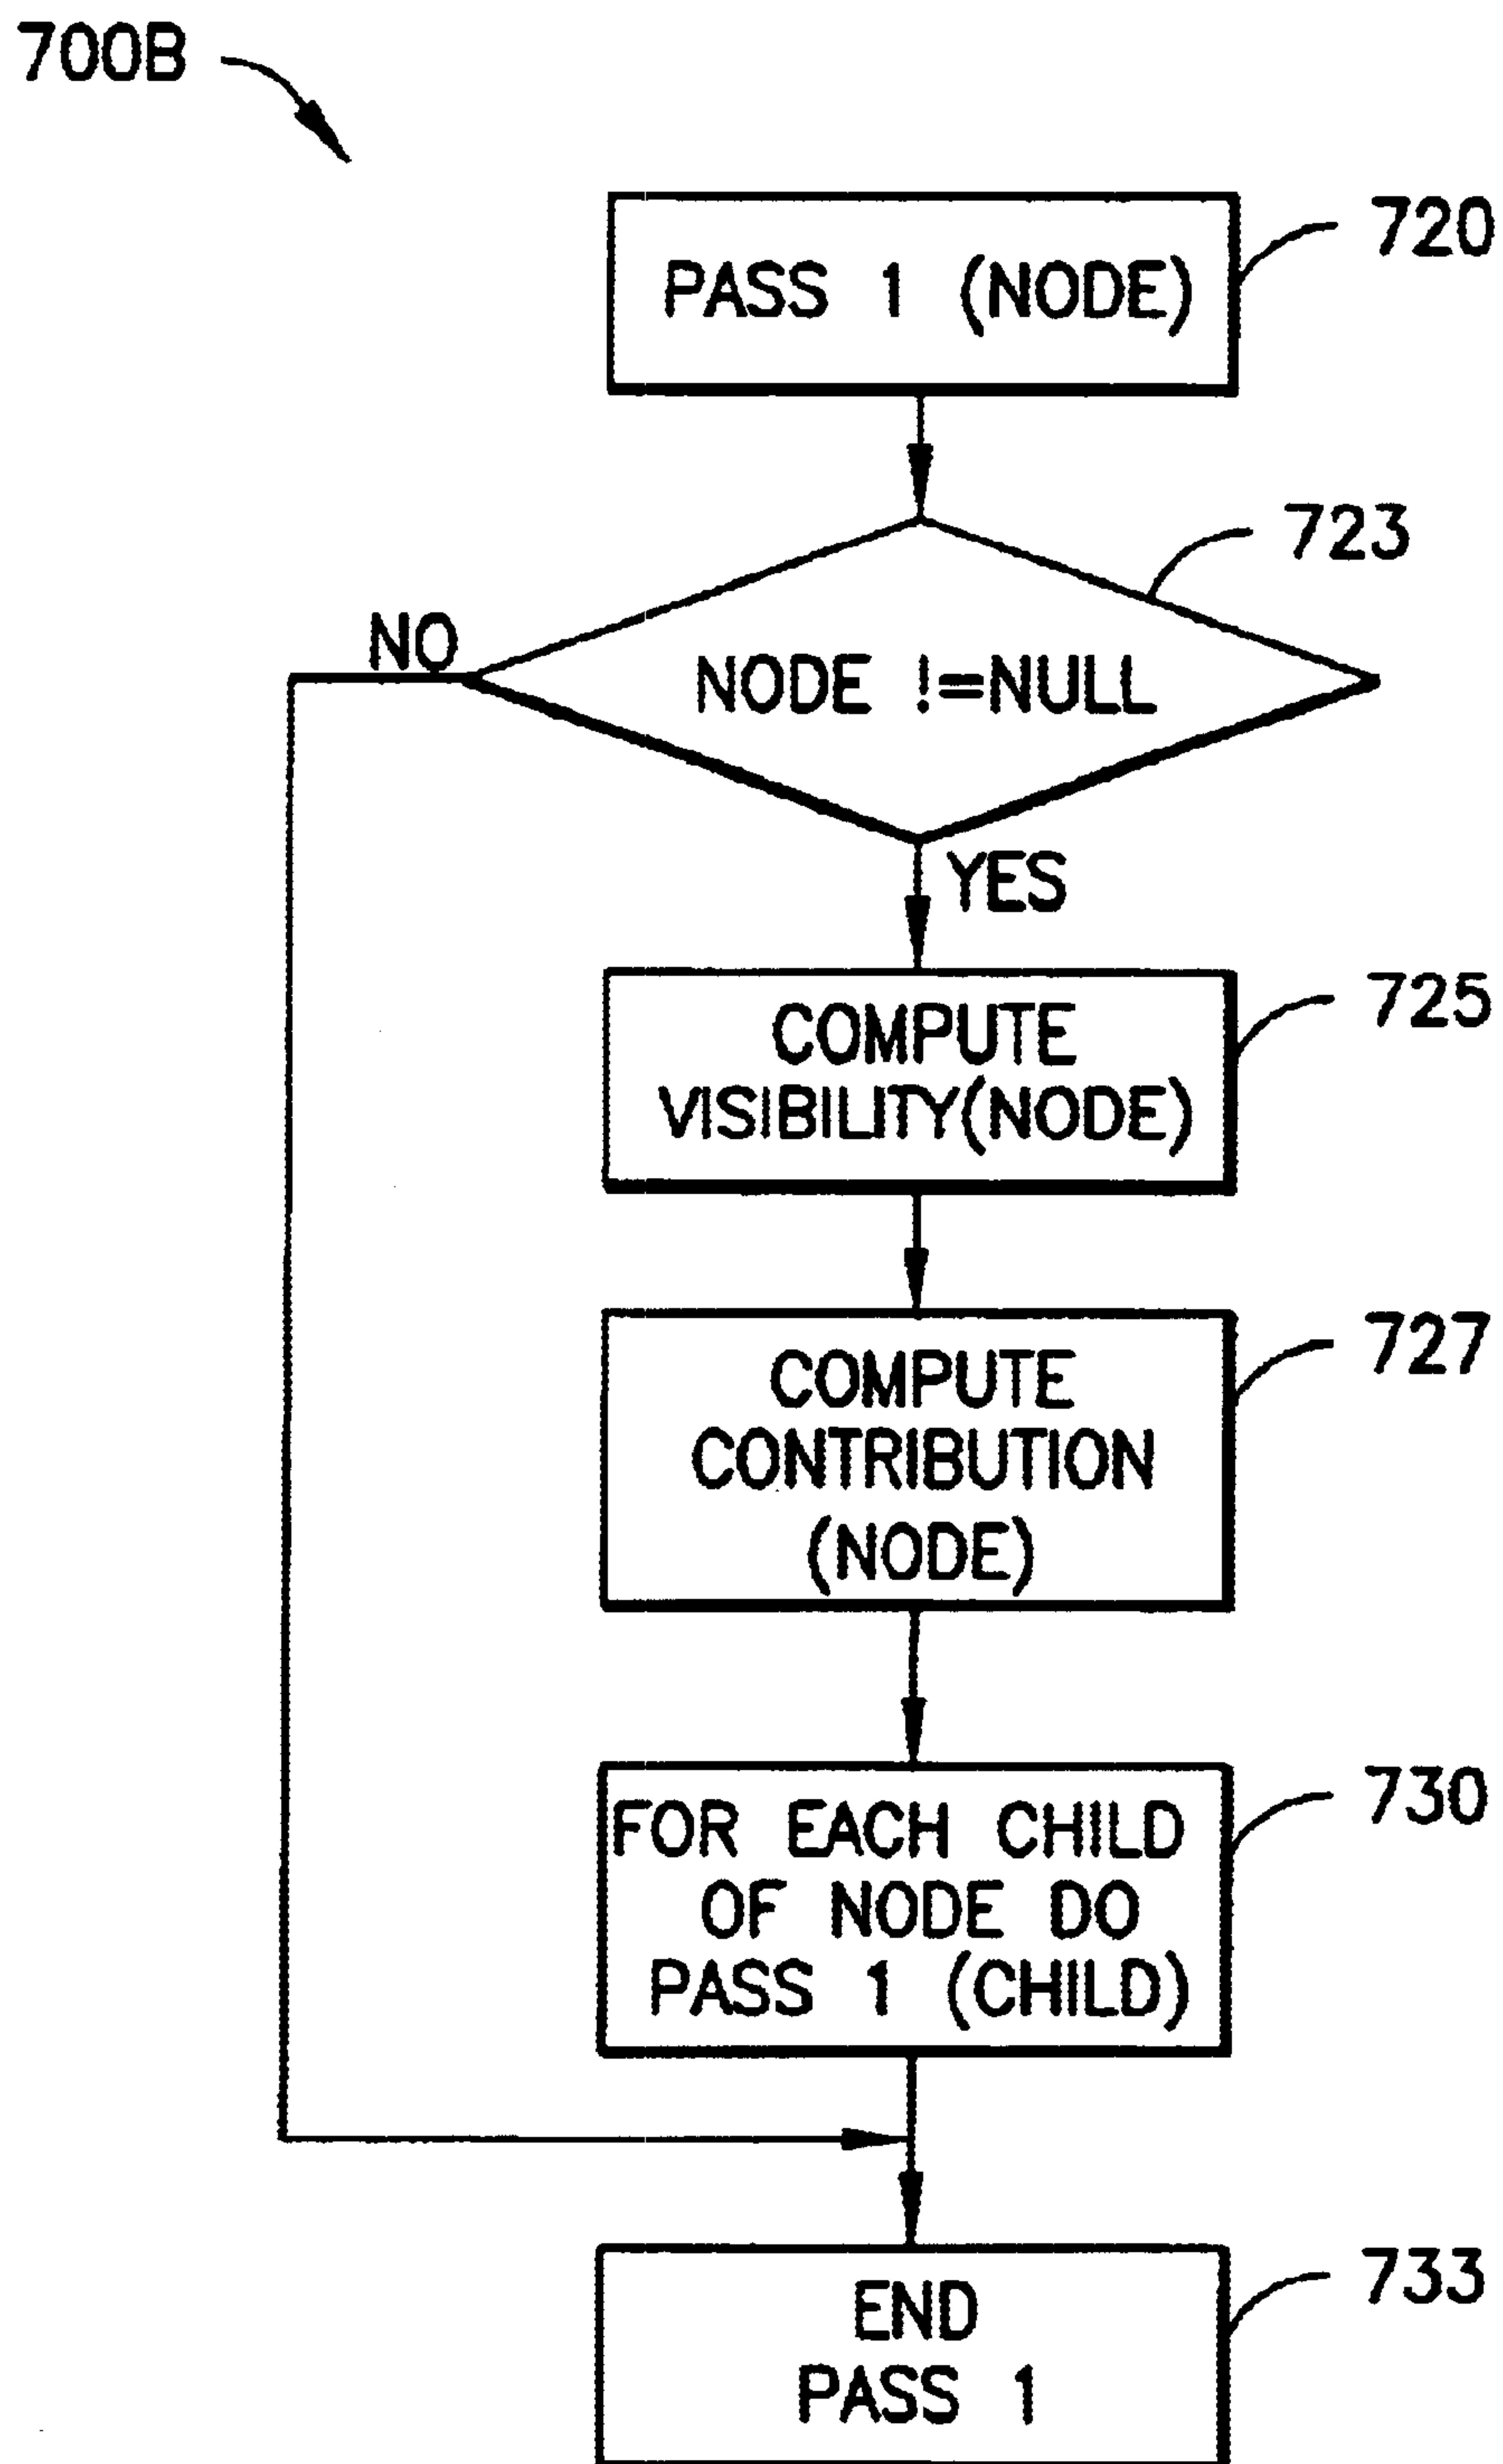 700B
720
PASS 1 (NODE)
723
NO
NODE !=NULL
YES
725
COMPUTE
VISIBILITY(NODE)
727
COMPUTE
CONTRIBUTION
(NODE)
730
FOR EACH CHILD
OF NODE DO
PASS 1 (CHILD)
733
END
PASS 1